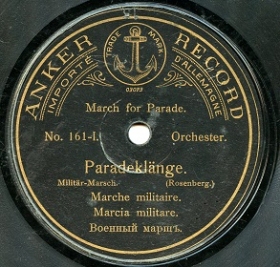 ANKER RECORD
IMPORTÉ D'ALLEMAGNE
TRADE MARK
March for Parade.
No. 161-I. Orchester.
Paradeklänge.
Militär-Marsch. (Rosenberg.)
Marche militaire.
Marcia militare.
Военный маршъ.